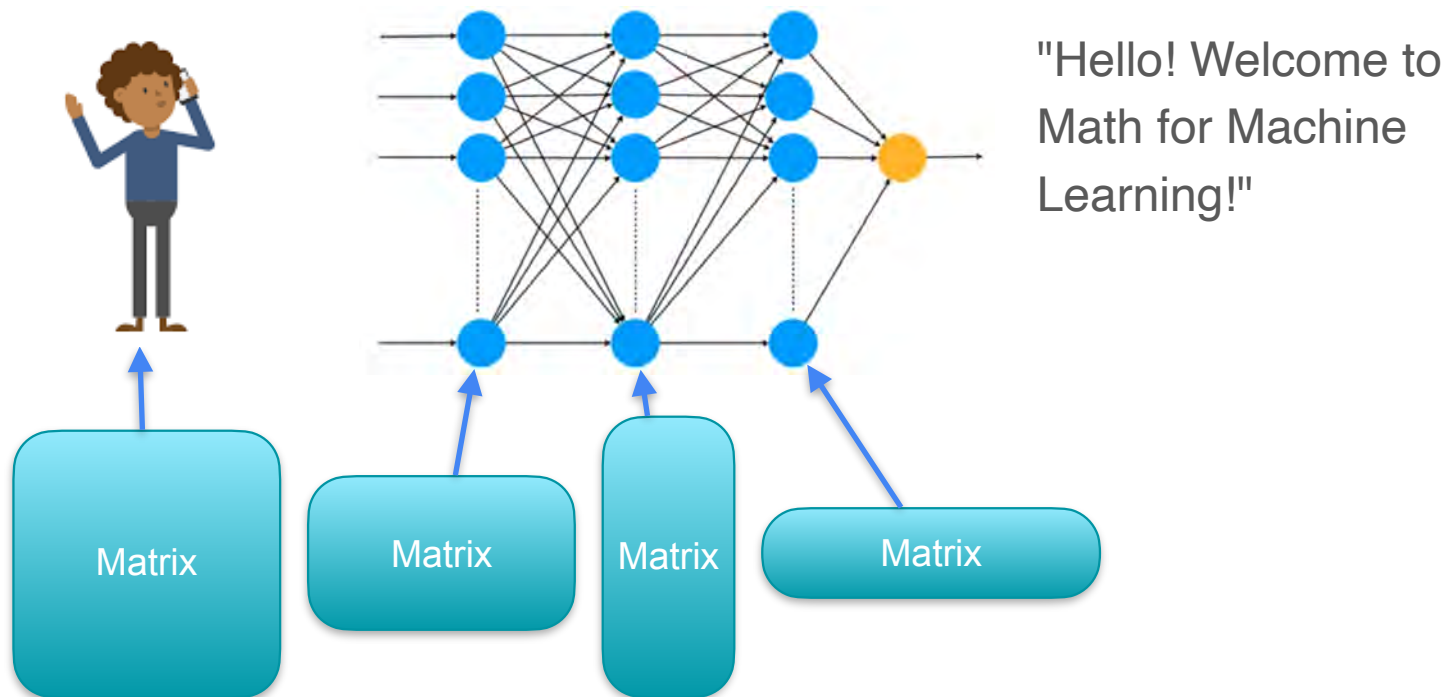 "Hello! Welcome to
Math for Machine
Learning!"
Matrix
Matrix
Matrix
Matrix